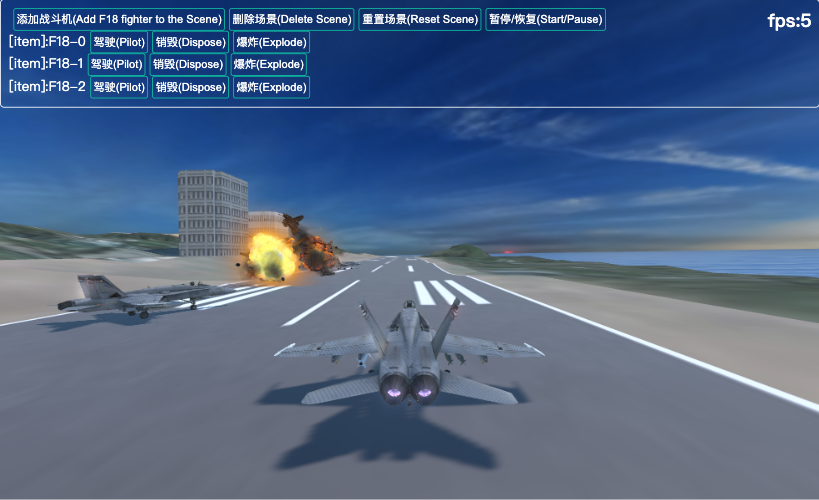 添加战斗机(Add F18 fighter to the Scene) 删除场景(Delete Scene) 重置场景(Reset Scene) 暂停/恢复(Start/Pause) fps:5
[item]:F18-0 驾驶(Pilot) 销毁(Dispose) 爆炸(Explode)
[item]:F18-1 驾驶(Pilot) 销毁(Dispose) 爆炸(Explode)
[item]:F18-2 驾驶(Pilot) 销毁(Dispose) 爆炸(Explode)